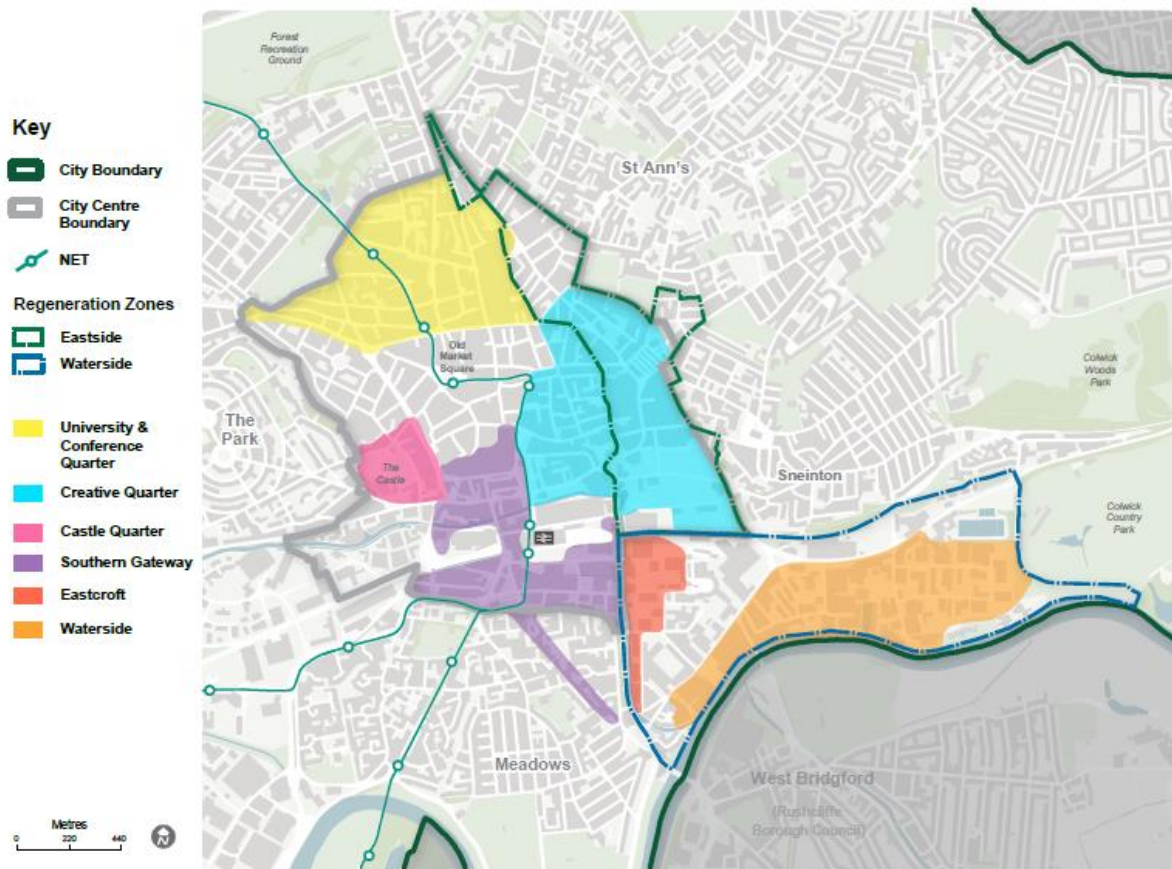 Key
City Boundary
City Centre
Boundary
NET
Regeneration Zones
Eastside
Waterside
University &
Conference
Quarter
Creative Quarter
Castle Quarter
Southern Gateway
Eastcroft
Waterside
Metres
0 220 440
N
Forest
Recreation
Ground
St Ann's
Old
Market
Square
Colwick
Woods
Park
The
Park
The
Castle
Sneinton
Colwick
Country
Park
Meadows
West Bridgford
(Rushcliffe
Borough Council)